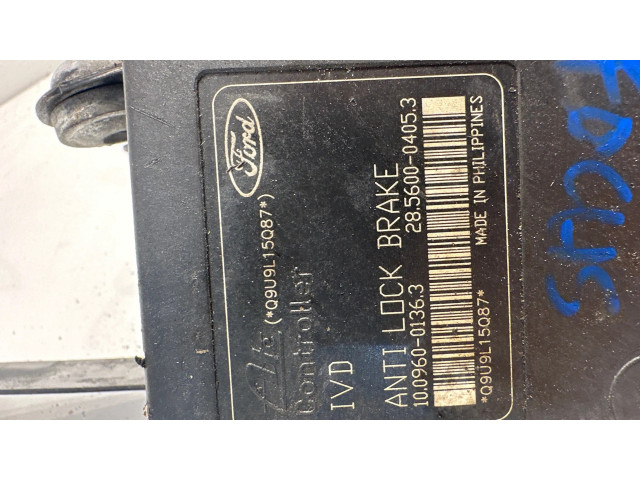 Ford
(*Q9U9L15Q87*)
Controller
IVD
ANTI LOCK BRAKE
10.0960-0136.3 28.5600-0405.3
*Q9U9L15Q87* MADE IN PHILIPPINES